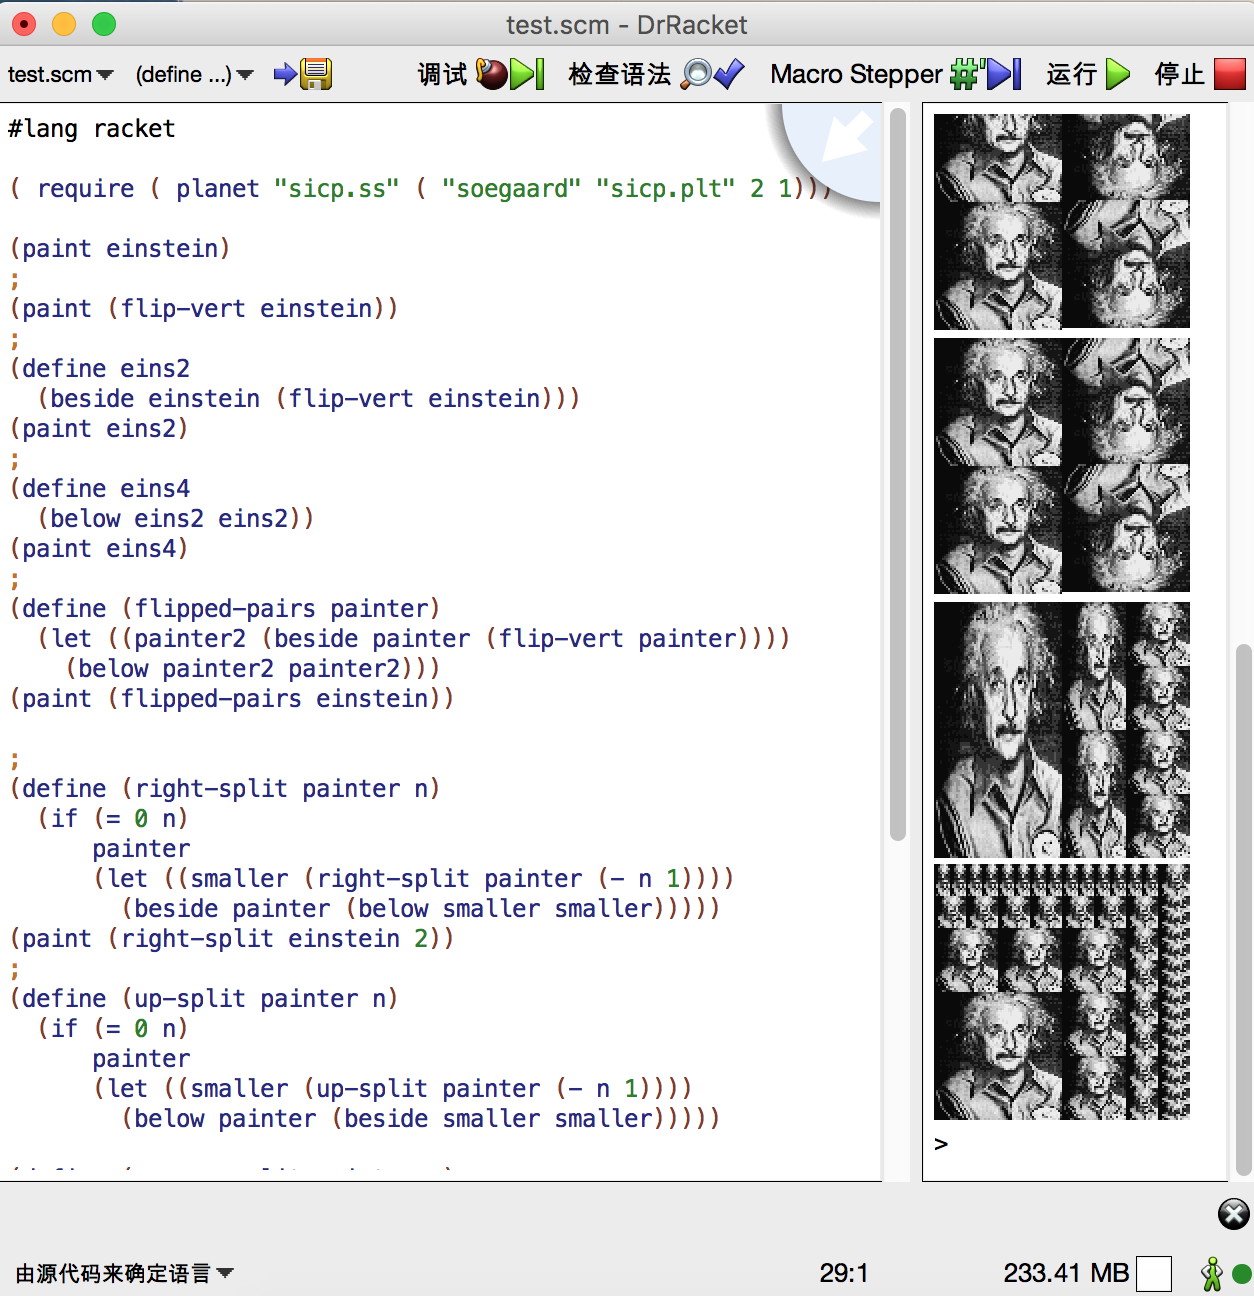 test.scm - DrRacket
test.scm (define ...) 调试 检查语法 Macro Stepper #' 运行 停止
#lang racket
( require ( planet "sicp.ss" ( "soegaard" "sicp.plt" 2 1)))
(paint einstein)
;
(paint (flip-vert einstein))
;
(define eins2
(beside einstein (flip-vert einstein)))
(paint eins2)
;
(define eins4
(below eins2 eins2))
(paint eins4)
;
(define (flipped-pairs painter)
(let ((painter2 (beside painter (flip-vert painter))))
(below painter2 painter2)))
(paint (flipped-pairs einstein))
;
(define (right-split painter n)
(if (= 0 n)
painter
(let ((smaller (right-split painter (- n 1))))
(beside painter (below smaller smaller)))))
(paint (right-split einstein 2))
;
(define (up-split painter n)
(if (= 0 n)
painter
(let ((smaller (up-split painter (- n 1))))
(below painter (beside smaller smaller)))))
>
由源代码来确定语言 29:1 233.41 MB